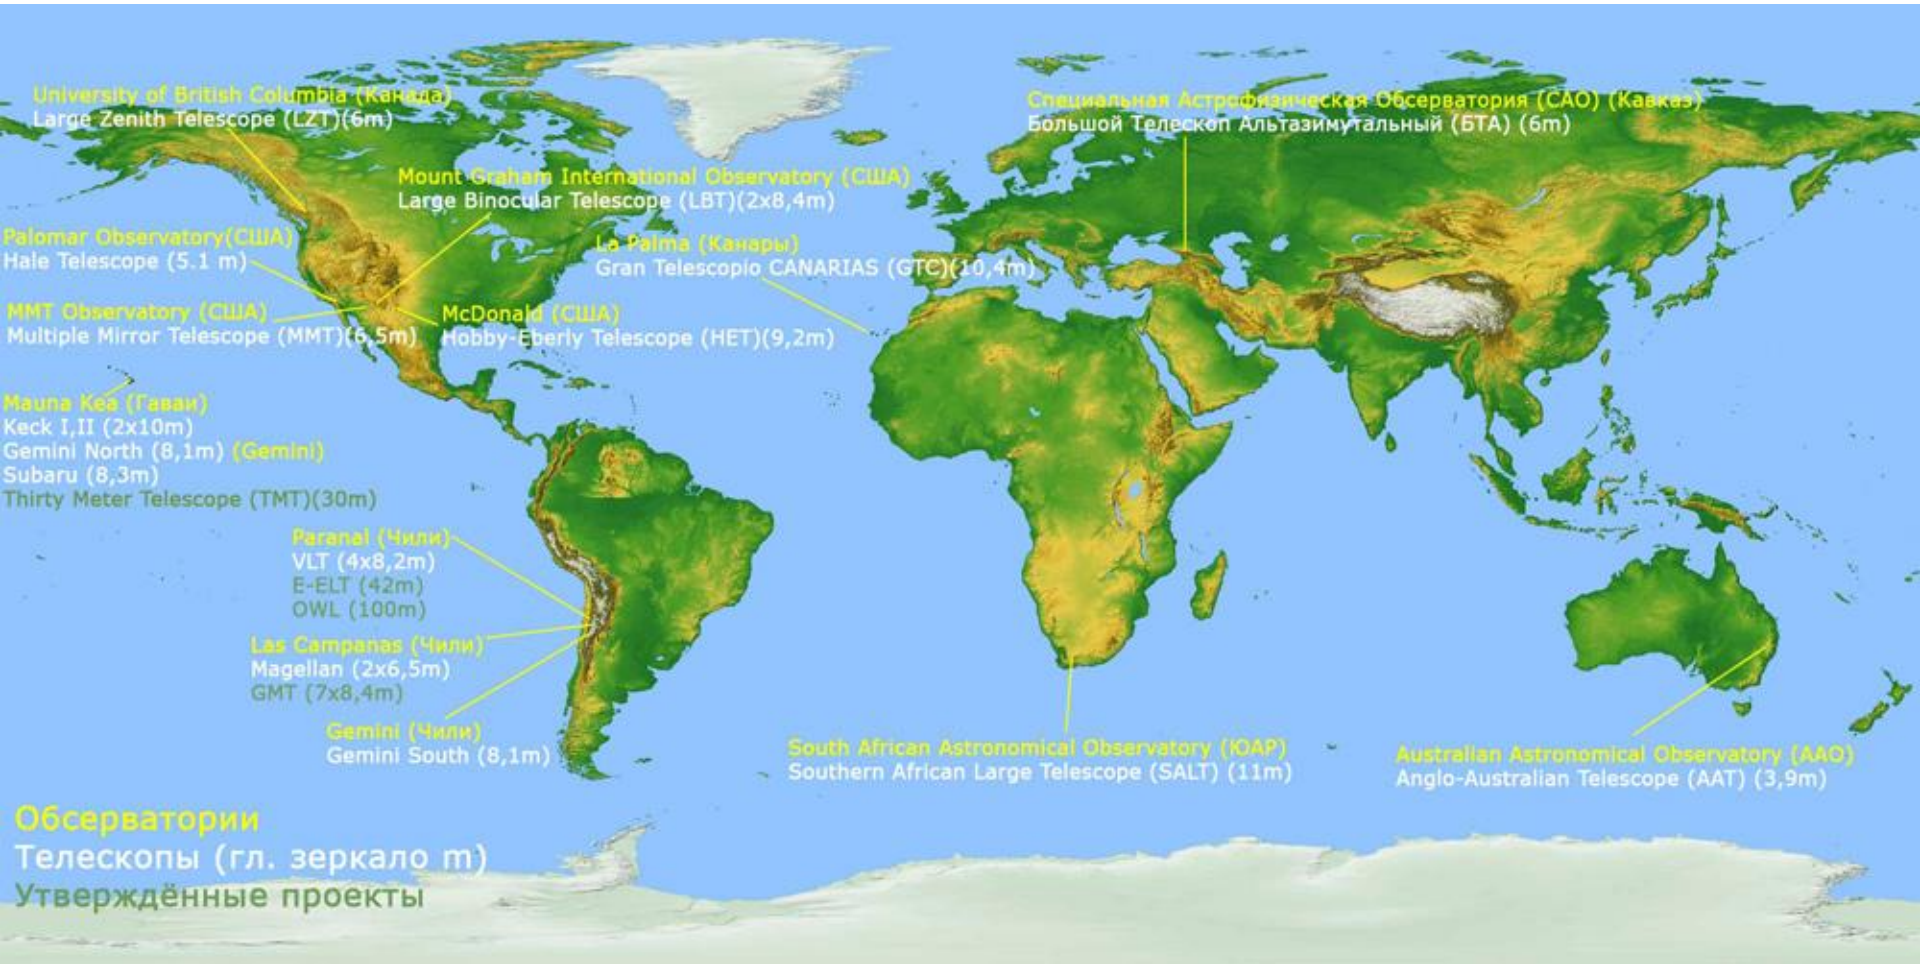 University of British Columbia (Канада)
Large Zenith Telescope (LZT)(6m)
Специальная Астрофизическая Обсерватория (САО) (Кавказ)
Большой Телескоп Альтазимутальный (БТА) (6m)
Mount Graham International Observatory (США)
Large Binocular Telescope (LBT)(2x8,4m)
Palomar Observatory(США)
Hale Telescope (5.1 m)
La Palma (Канары)
Gran Telescopio CANARIAS (GTC)(10,4m)
MMT Observatory (США)
Multiple Mirror Telescope (MMT)(6,5m)
McDonald (США)
Hobby-Eberly Telescope (HET)(9,2m)
Mauna Kea (Гаваи)
Keck I,II (2x10m)
Gemini North (8,1m) (Gemini)
Subaru (8,3m)
Thirty Meter Telescope (TMT)(30m)
Paranal (Чили)
VLT (4x8,2m)
E-ELT (42m)
OWL (100m)
Las Campanas (Чили)
Magellan (2x6,5m)
GMT (7x8,4m)
Gemini (Чили)
Gemini South (8,1m)
South African Astronomical Observatory (ЮАР)
Southern African Large Telescope (SALT) (11m)
Australian Astronomical Observatory (AAO)
Anglo-Australian Telescope (AAT) (3,9m)
Обсерватории
Телескопы (гл. зеркало m)
Утверждённые проекты